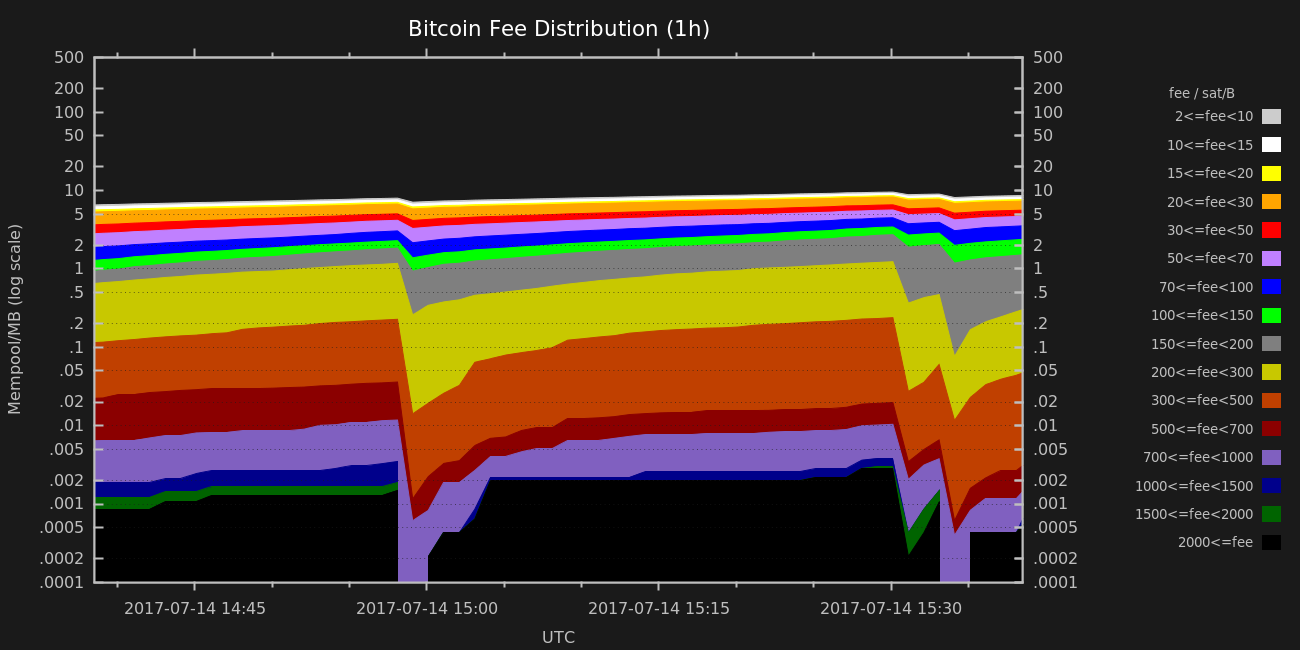 Bitcoin Fee Distribution (1h)
Mempool/MB (log scale)
500
200
100
50
20
10
5
2
1
.5
.2
.1
.05
.02
.01
.005
.002
.001
.0005
.0002
.0001
500
200
100
50
20
10
5
2
1
.5
.2
.1
.05
.02
.01
.005
.002
.001
.0005
.0002
.0001
fee / sat/B
2<=fee<10
10<=fee<15
15<=fee<20
20<=fee<30
30<=fee<50
50<=fee<70
70<=fee<100
100<=fee<150
150<=fee<200
200<=fee<300
300<=fee<500
500<=fee<700
700<=fee<1000
1000<=fee<1500
1500<=fee<2000
2000<=fee
2017-07-14 14:45
2017-07-14 15:00
2017-07-14 15:15
2017-07-14 15:30
UTC